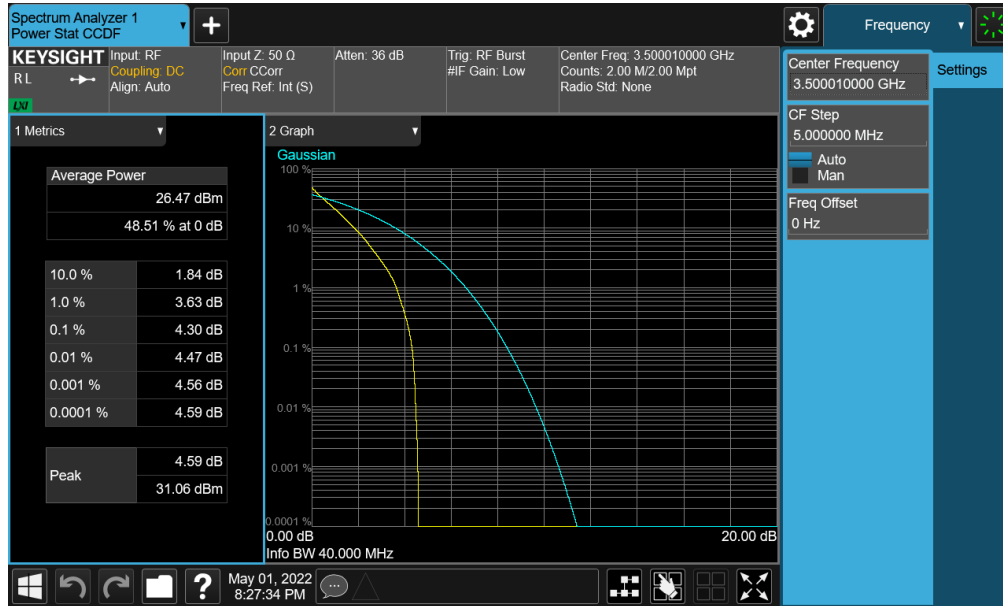 Spectrum Analyzer 1
Power Stat CCDF
Frequency
KEYSIGHT
R L
LXI
Input: RF
Coupling: DC
Align: Auto
Input Z: 50 Ω
Corr CCorr
Freq Ref: Int (S)
Atten: 36 dB
Trig: RF Burst
#IF Gain: Low
Center Freq: 3.500010000 GHz
Counts: 2.00 M/2.00 Mpt
Radio Std: None
Center Frequency
3.500010000 GHz
Settings
CF Step
5.000000 MHz
Auto
Man
Freq Offset
0 Hz
1 Metrics
Average Power
26.47 dBm
48.51 % at 0 dB
10.0 % 1.84 dB
1.0 % 3.63 dB
0.1 % 4.30 dB
0.01 % 4.47 dB
0.001 % 4.56 dB
0.0001 % 4.59 dB
Peak 4.59 dB
31.06 dBm
2 Graph
Gaussian
100 %
10 %
1 %
0.1 %
0.01 %
0.001 %
0.0001 %
0.00 dB 20.00 dB
Info BW 40.000 MHz
?
May 01, 2022
8:27:34 PM